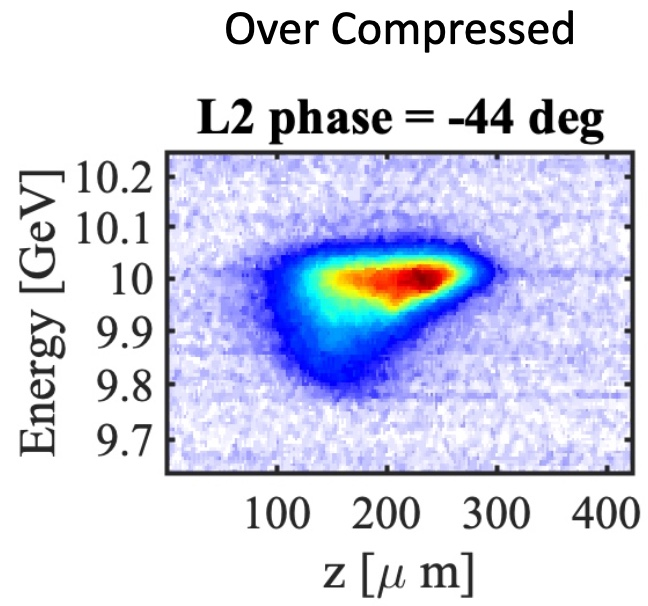 Over Compressed
L2 phase = -44 deg
Energy [GeV]
10.2
10.1
10
9.9
9.8
9.7
100 200 300 400
z [μ m]